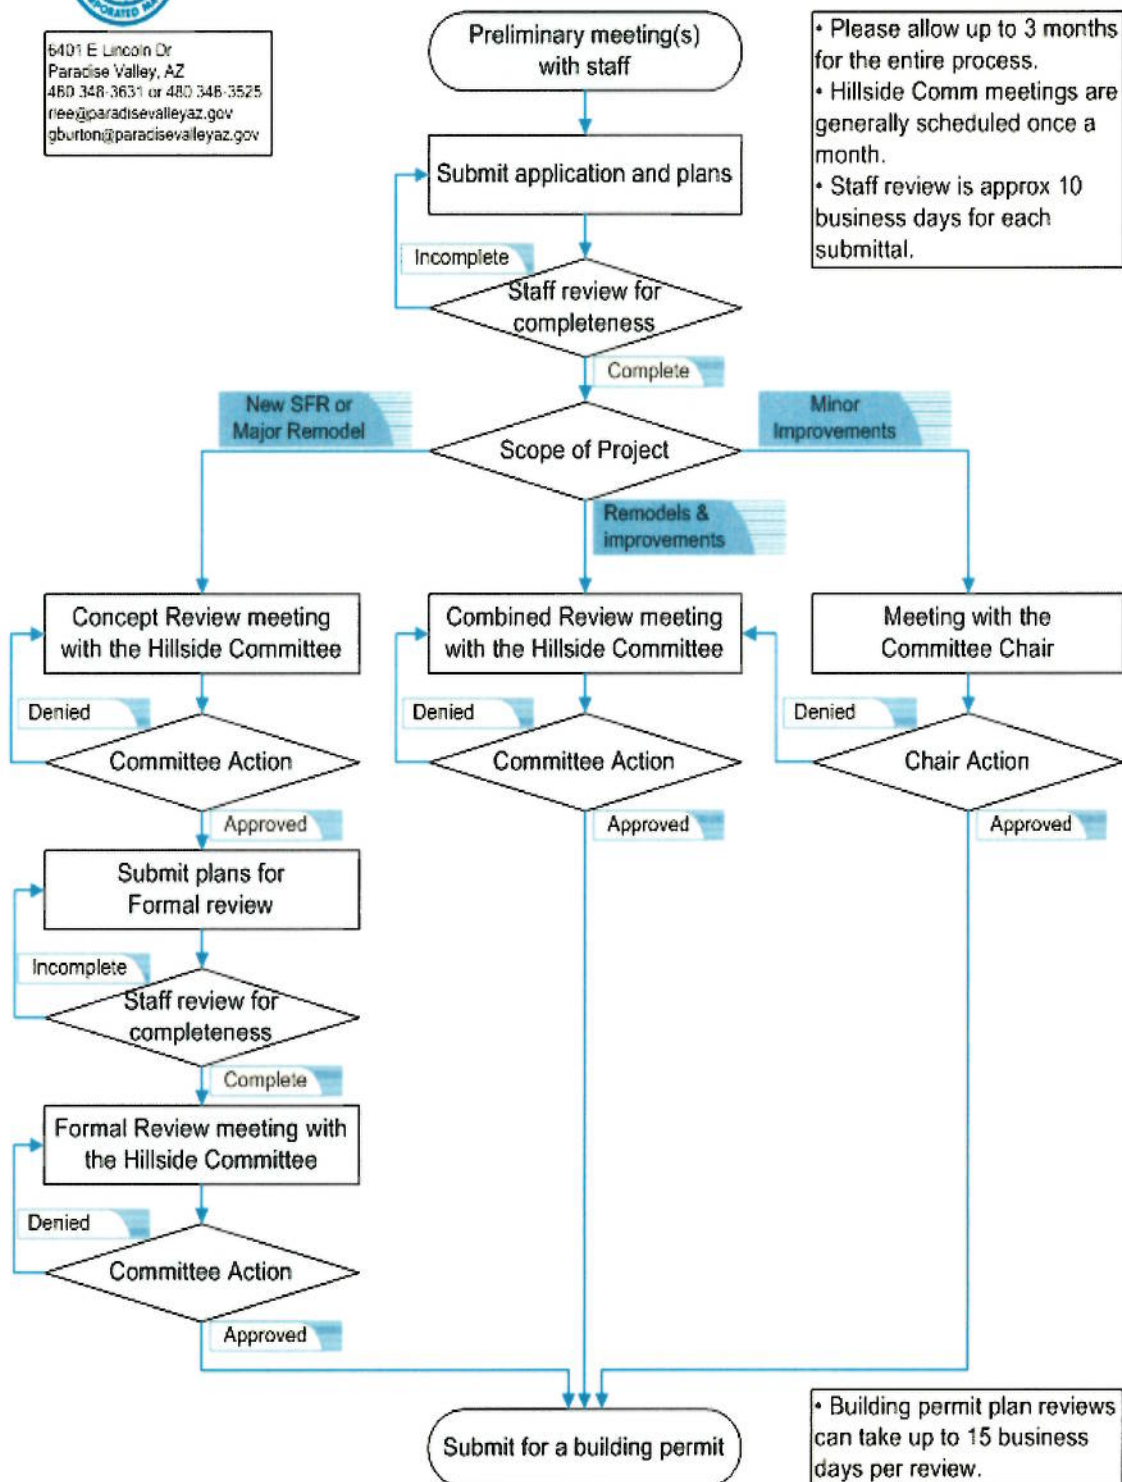 6401 E Lincoln Dr
Paradise Valley, AZ
480 348-3631 or 480 348-3525
gburton@paradisevalleyaz.gov
Preliminary meeting(s)
with staff
• Please allow up to 3 months
for the entire process.
• Hillside Comm meetings are
generally scheduled once a
month.
• Staff review is approx 10
business days for each
submittal.
Submit application and plans
Incomplete
Staff review for
completeness
Complete
New SFR or
Major Remodel
Scope of Project
Minor
Improvements
Remodels &
improvements
Concept Review meeting
with the Hillside Committee
Combined Review meeting
with the Hillside Committee
Meeting with the
Committee Chair
Denied
Committee Action
Denied
Committee Action
Denied
Chair Action
Approved
Approved
Approved
Submit plans for
Formal review
Incomplete
Staff review for
completeness
Complete
Formal Review meeting with
the Hillside Committee
Denied
Committee Action
Approved
Submit for a building permit
• Building permit plan reviews
can take up to 15 business
days per review.